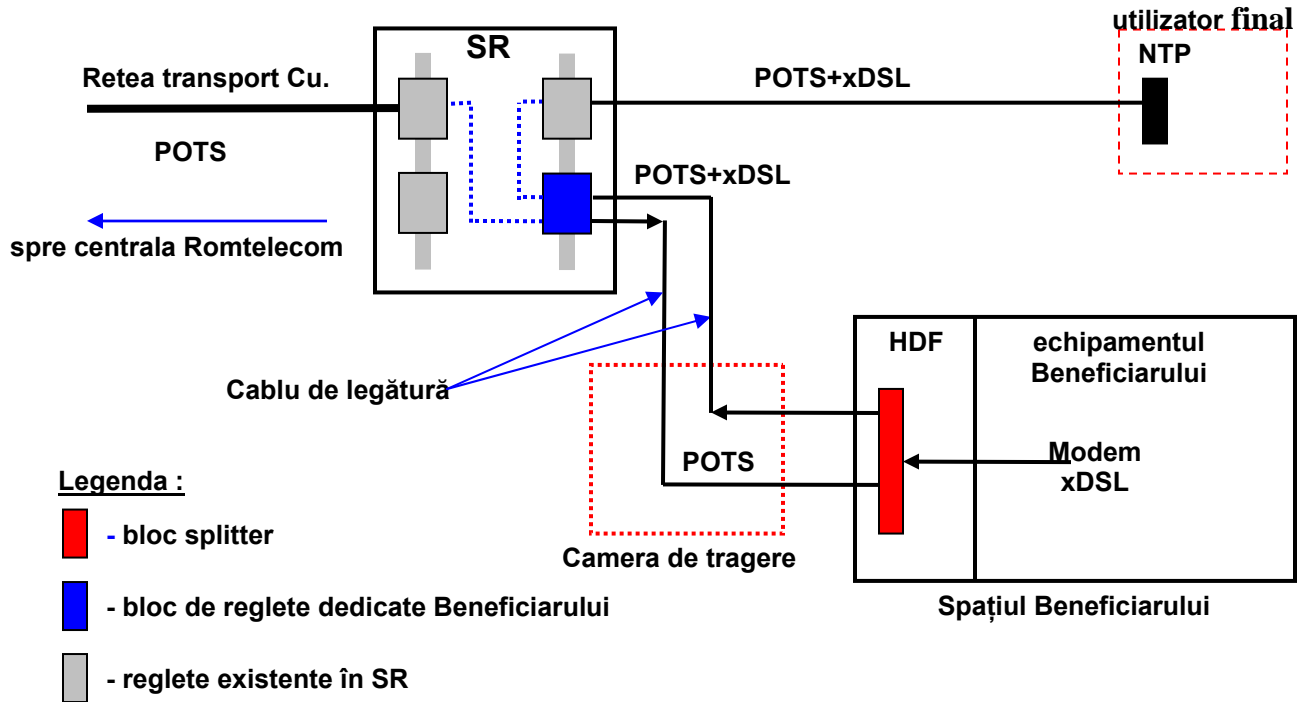 utilizator final
SR
NTP
Retea transport Cu.
POTS+xDSL
POTS
POTS+xDSL
spre centrala Romtelecom
HDF
echipamentul
Beneficiarului
Cablu de legătură
POTS
Modem
xDSL
Legenda :
- bloc splitter
Camera de tragere
- bloc de reglete dedicate Beneficiarului
Spațiul Beneficiarului
- reglete existente în SR